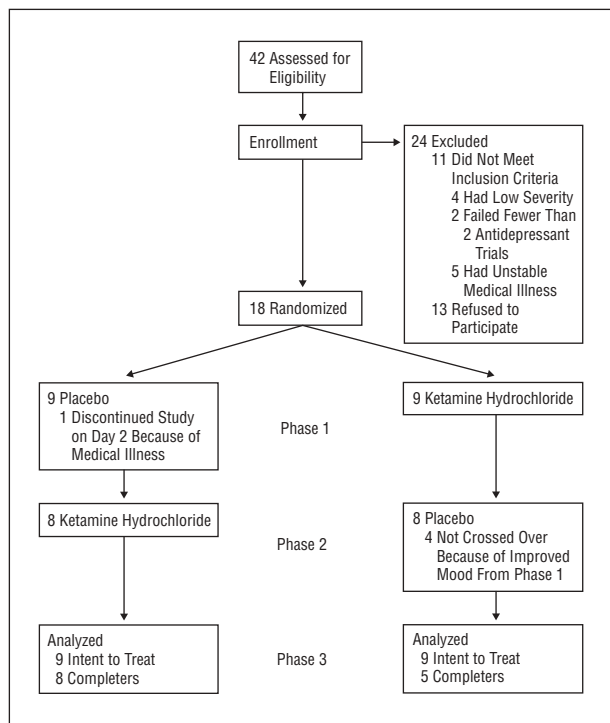 42 Assessed for
Eligibility
Enrollment
24 Excluded
11 Did Not Meet
Inclusion Criteria
4 Had Low Severity
2 Failed Fewer Than
2 Antidepressant
Trials
5 Had Unstable
Medical Illness
13 Refused to
Participate
18 Randomized
9 Placebo
1 Discontinued Study
on Day 2 Because of
Medical Illness
Phase 1
9 Ketamine Hydrochloride
8 Ketamine Hydrochloride
Phase 2
8 Placebo
4 Not Crossed Over
Because of Improved
Mood From Phase 1
Analyzed
9 Intent to Treat
8 Completers
Phase 3
Analyzed
9 Intent to Treat
5 Completers